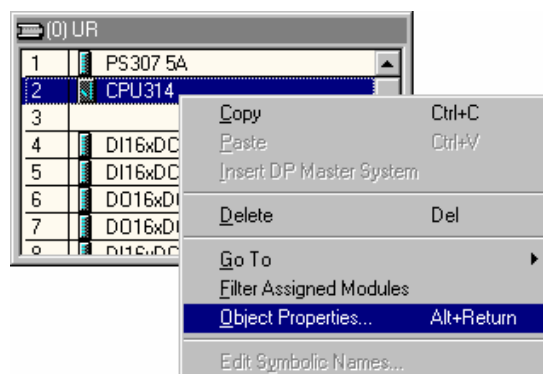 (0) UR
1 PS307 5A
2 CPU314
3
4 DI16xDC
5 DI16xDC
6 DO16xD
7 DO16xD
Copy Ctrl+C
Paste Ctrl+V
Insert DP Master System
Delete Del
Go To
Filter Assigned Modules
Object Properties... Alt+Return
Edit Symbolic Names...